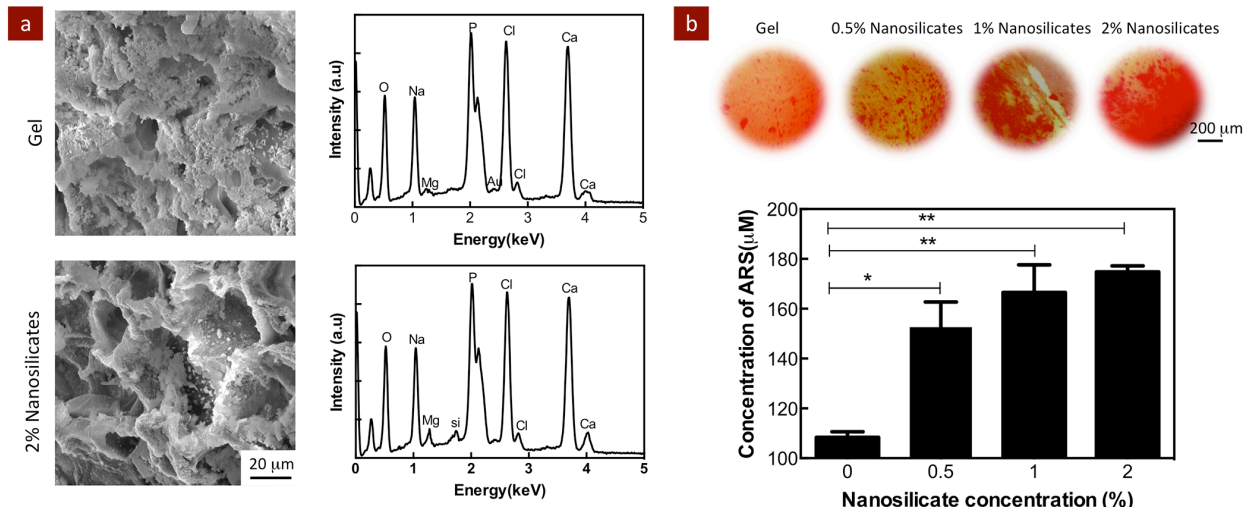 a
Gel
Intensity (a.u)
O
Na
Mg
P
Au
Cl
Cl
Ca
Ca
0 1 2 3 4 5
Energy(keV)
2% Nanosilicates
20 μm
Intensity (a.u)
O
Na
Mg
si
P
Cl
Cl
Ca
Ca
0 1 2 3 4 5
Energy(keV)
b
Gel 0.5% Nanosilicates 1% Nanosilicates 2% Nanosilicates
200 μm
Concentration of ARS(μM)
200
180
160
140
120
100
**
**
*
0 0.5 1 2
Nanosilicate concentration (%)